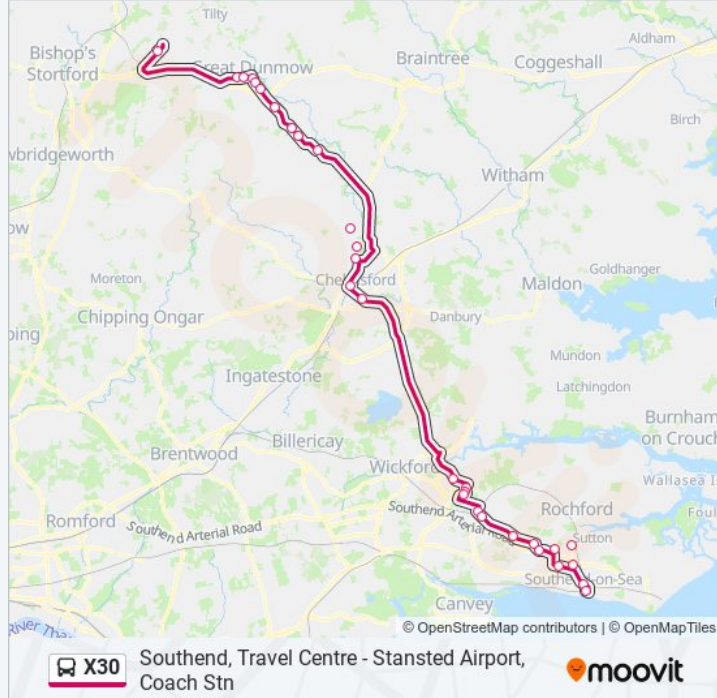 Tilty
Aldham
Bishop's
Stortford
Great Dunmow
Braintree
Coggeshall
Birch
wbridgeworth
Witham
ow
Goldhanger
Moreton
Maldon
Chipping Ongar
Danbury
ping
Mundon
Ingatestone
Latchingdon
Burnham
on Crouch
Billericay
Brentwood
Wickford
Wallasea I
Southend Arterial Road
Rochford
Foul
Romford
Southend Arterial Road
Sutton
Southend-on-Sea
Canvey
River Tha
© OpenStreetMap contributors | © OpenMapTiles
X30
Southend, Travel Centre - Stansted Airport,
Coach Stn
moovit